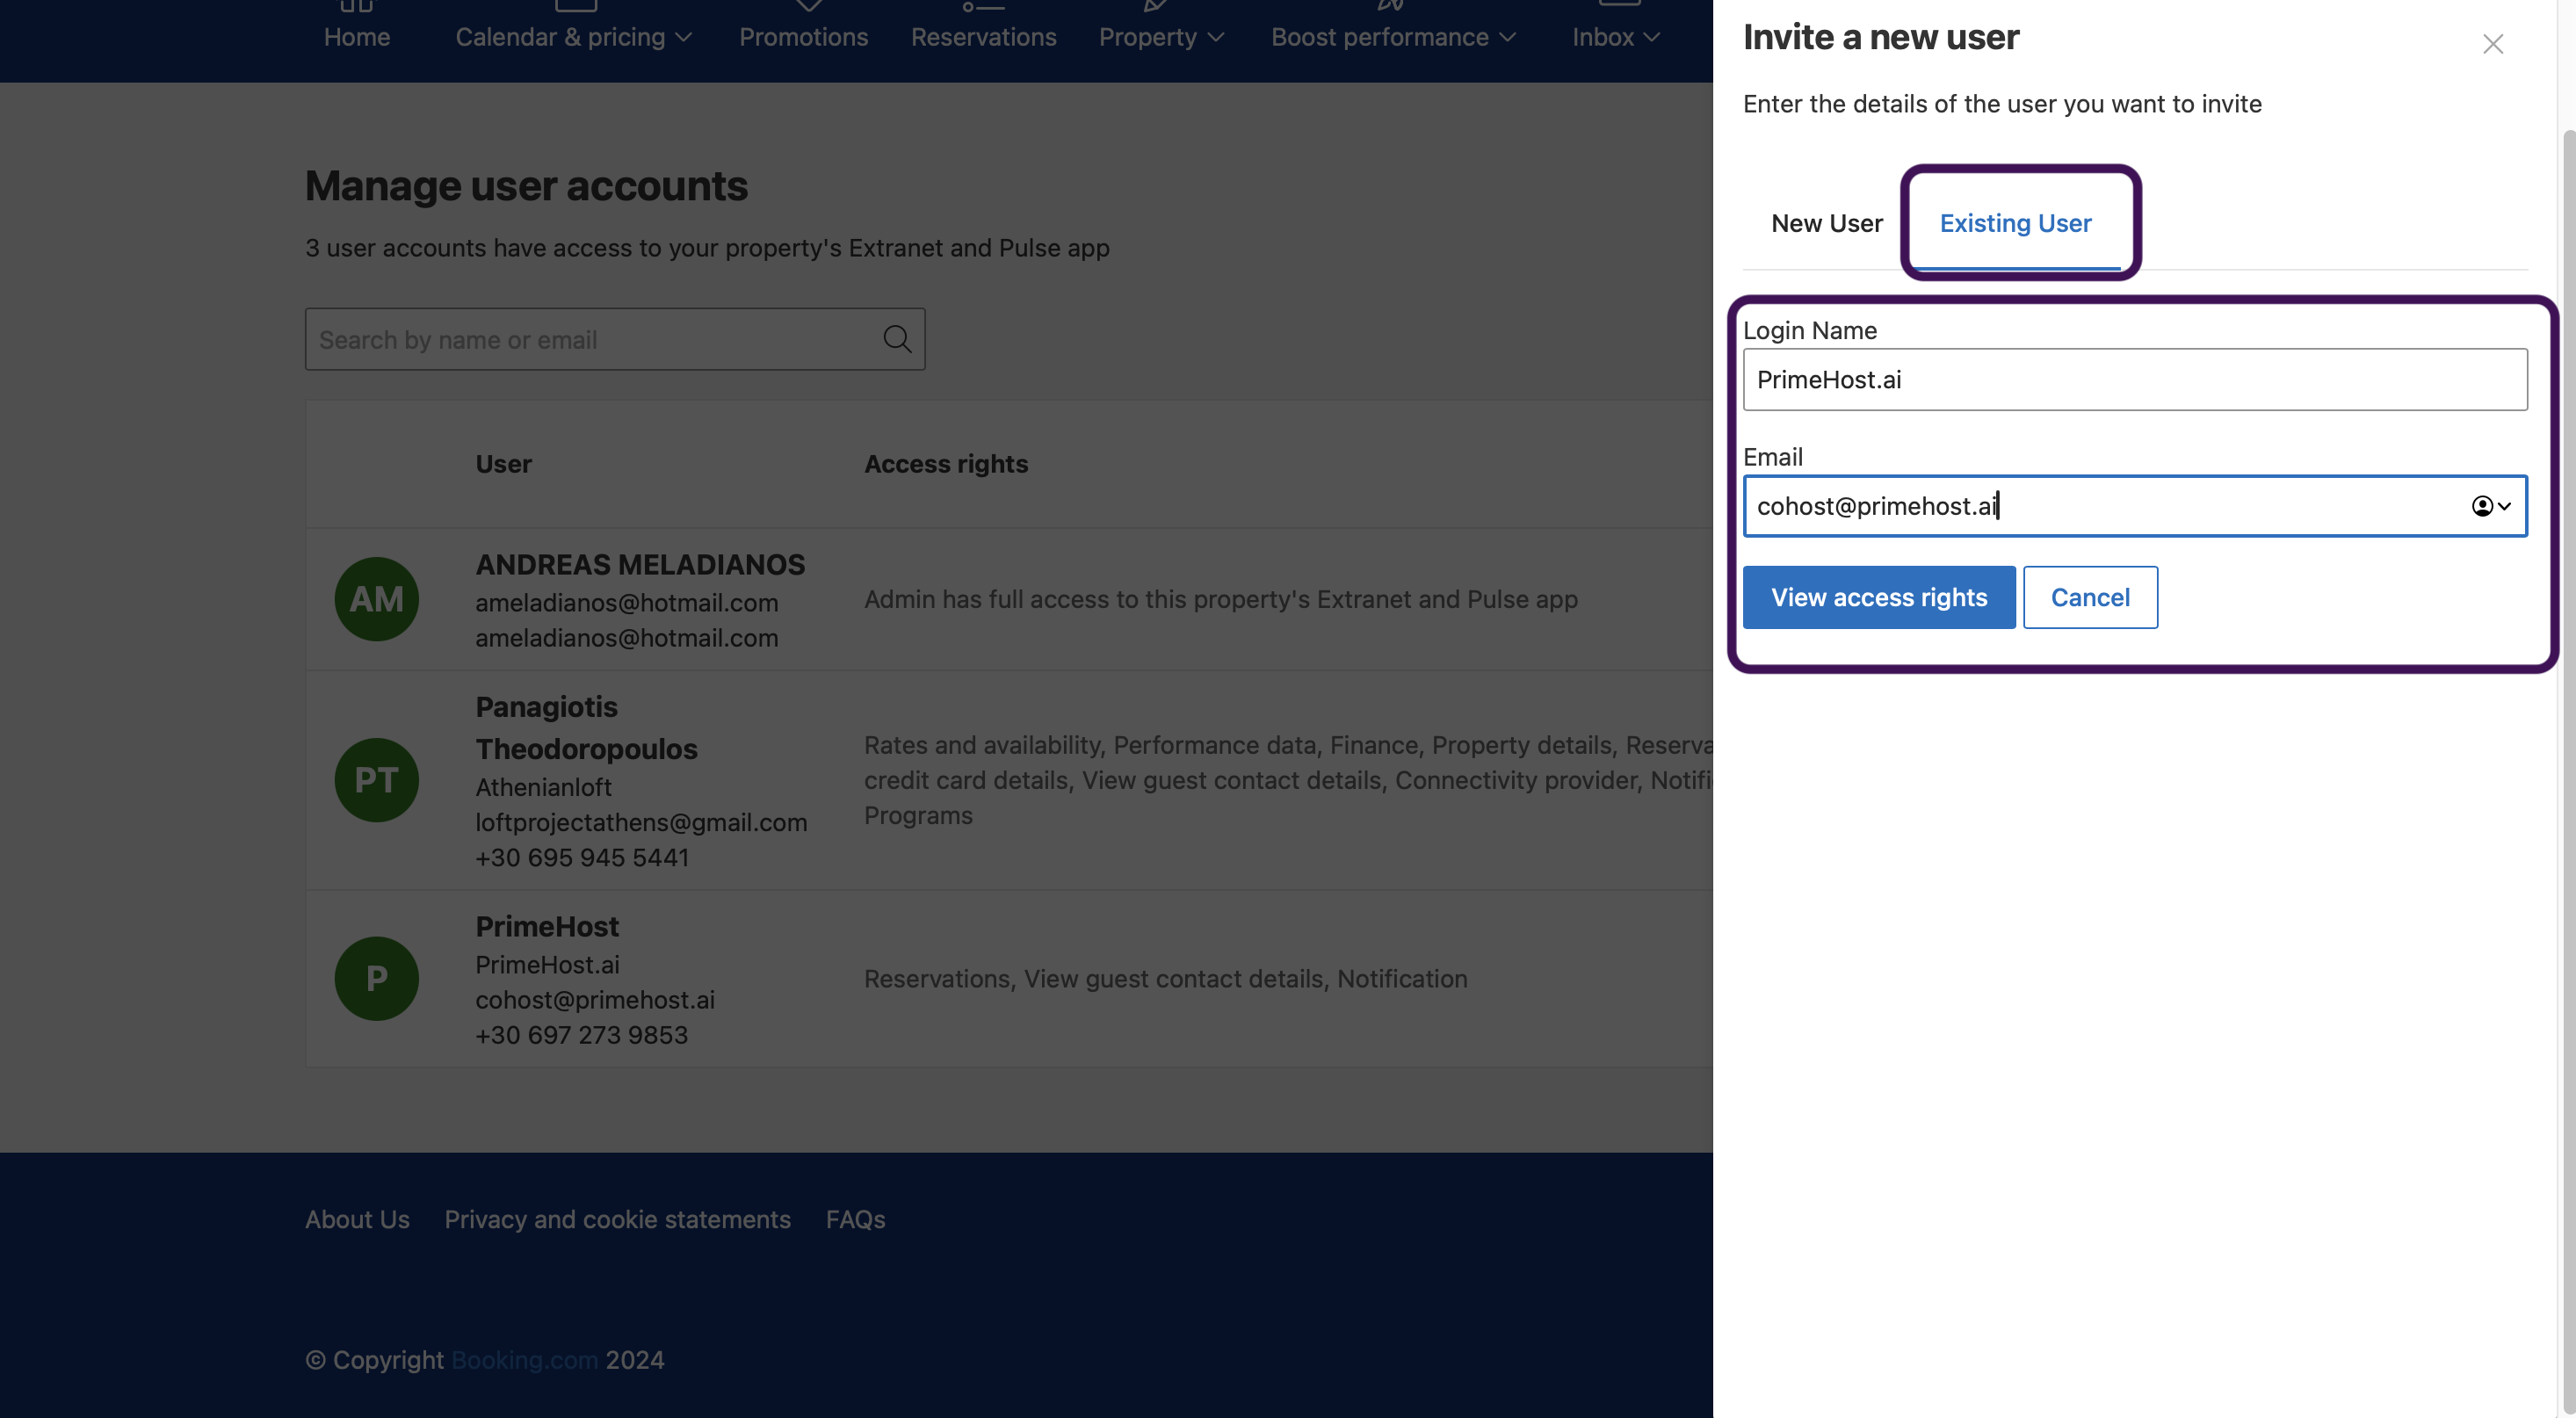 Home
Calendar & pricing
Promotions
Reservations
Property
Boost performance
Inbox
Manage user accounts
3 user accounts have access to your property's Extranet and Pulse app
Search by name or email
User
Access rights
AM
ANDREAS MELADIANOS
ameladianos@hotmail.com
ameladianos@hotmail.com
Admin has full access to this property's Extranet and Pulse app
PT
Panagiotis
Theodoropoulos
Athenianloft
loftprojectathens@gmail.com
+30 695 945 5441
Rates and availability, Performance data, Finance, Property details, Reserva
credit card details, View guest contact details, Connectivity provider, Notifi
Programs
P
PrimeHost
PrimeHost.ai
cohost@primehost.ai
+30 697 273 9853
Reservations, View guest contact details, Notification
About Us
Privacy and cookie statements
FAQs
© Copyright Booking.com 2024
Invite a new user
Enter the details of the user you want to invite
New User
Existing User
Login Name
PrimeHost.ai
Email
cohost@primehost.ai
View access rights
Cancel